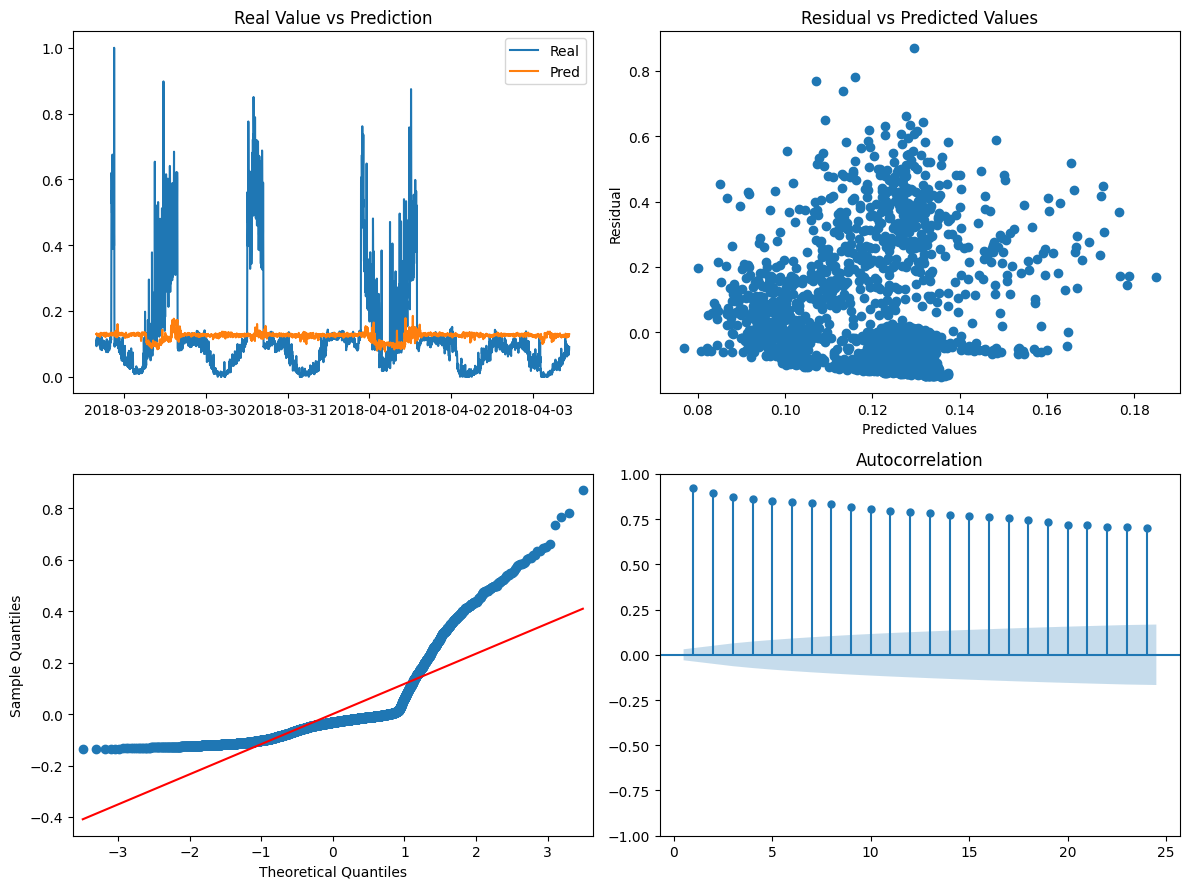 Real Value vs Prediction
1.0
0.8
0.6
0.4
0.2
0.0
Real
Pred
2018-03-29 2018-03-30 2018-03-31 2018-04-01 2018-04-02 2018-04-03
Residual vs Predicted Values
Residual
0.8
0.6
0.4
0.2
0.0
0.08 0.10 0.12 0.14 0.16 0.18
Predicted Values
Sample Quantiles
0.8
0.6
0.4
0.2
0.0
−0.2
−0.4
−3 −2 −1 0 1 2 3
Theoretical Quantiles
Autocorrelation
1.00
0.75
0.50
0.25
0.00
−0.25
−0.50
−0.75
−1.00
0 5 10 15 20 25